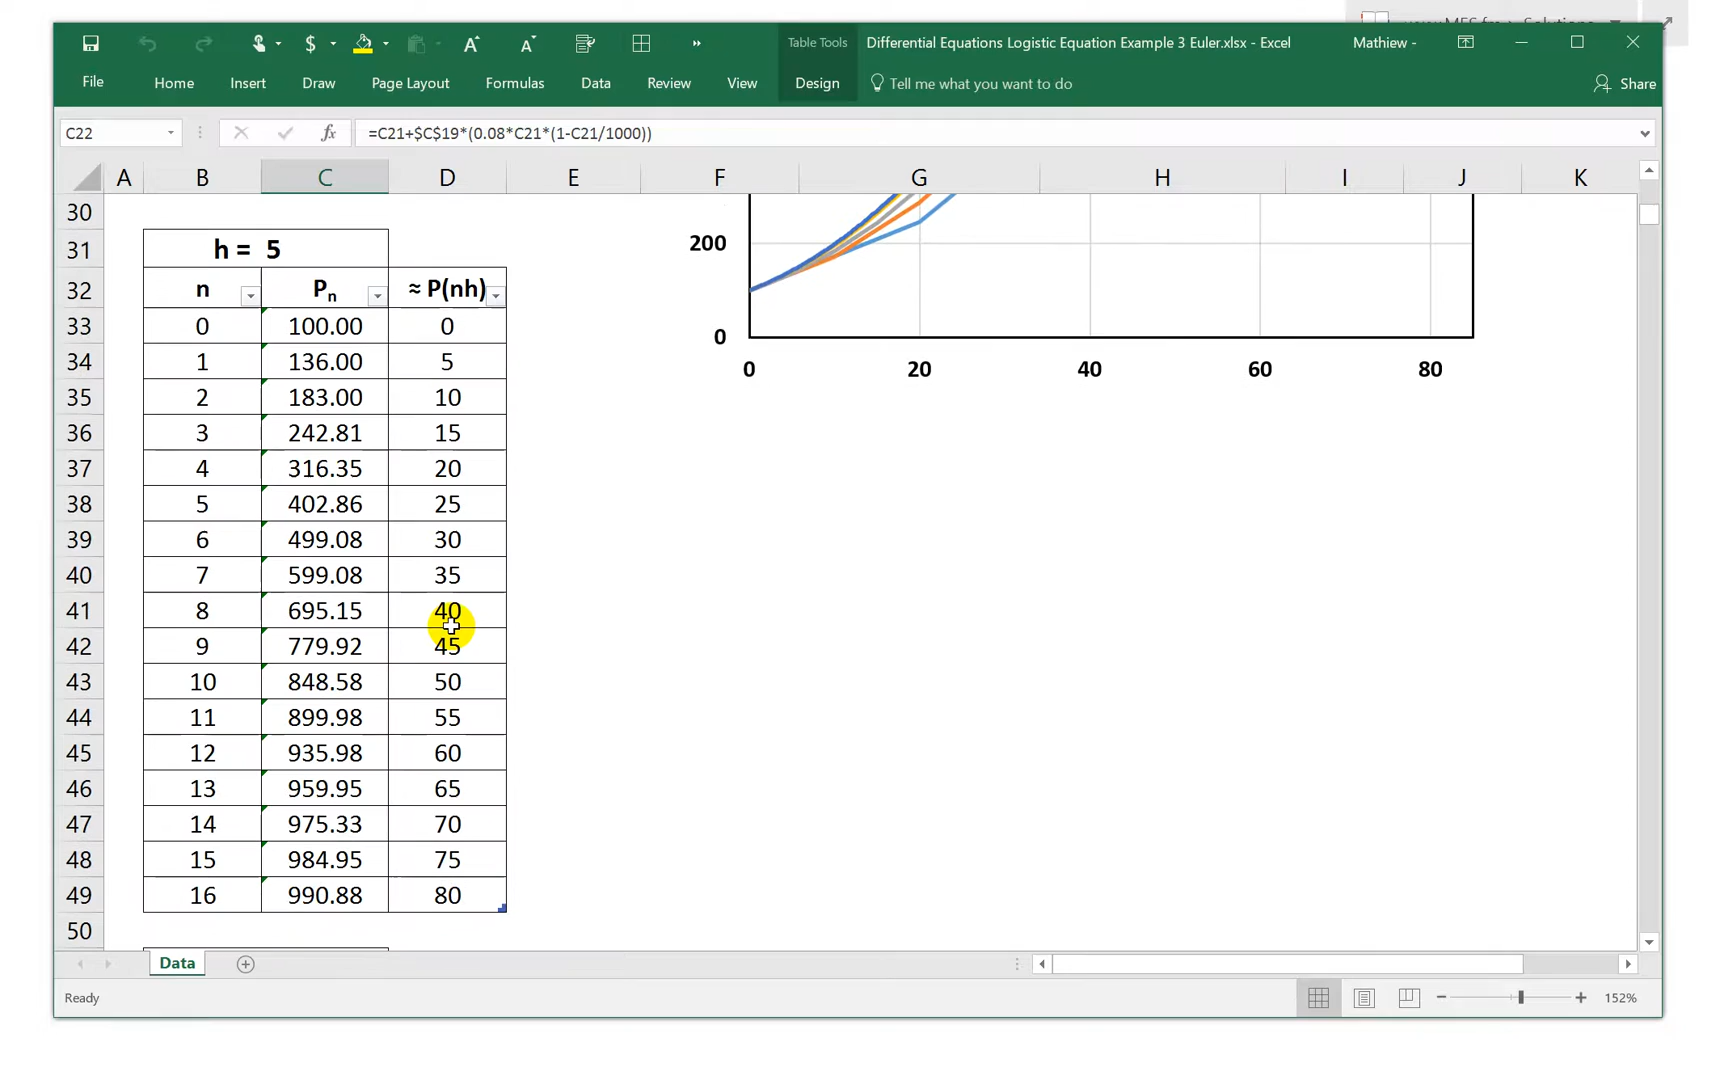 Table Tools
Differential Equations Logistic Equation Example 3 Euler.xlsx - Excel
Mathiew -
File Home Insert Draw Page Layout Formulas Data Review View Design Tell me what you want to do Share
C22 fx =C21+$C$19*(0.08*C21*(1-C21/1000))
A B C D E F G H I J K
30
31 h = 5
32 n Pn ≈ P(nh)
33 0 100.00 0
34 1 136.00 5
35 2 183.00 10
36 3 242.81 15
37 4 316.35 20
38 5 402.86 25
39 6 499.08 30
40 7 599.08 35
41 8 695.15 40
42 9 779.92 45
43 10 848.58 50
44 11 899.98 55
45 12 935.98 60
46 13 959.95 65
47 14 975.33 70
48 15 984.95 75
49 16 990.88 80
50
200
0
0 20 40 60 80
Data
Ready
152%